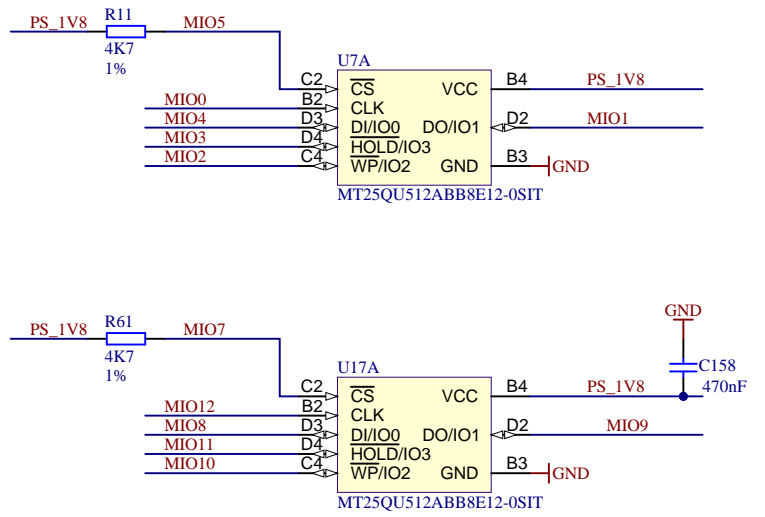 PS_1V8 R11 MIO5
4K7
1%
U7A
C2 CS VCC B4 PS_1V8
MIO0 B2 CLK
MIO4 D3 DI/IO0 DO/IO1 D2 MIO1
MIO3 D4 HOLD/IO3
MIO2 C4 WP/IO2 GND B3 GND
MT25QU512ABB8E12-0SIT
PS_1V8 R61 MIO7
4K7
1%
GND
C158
470nF
U17A
C2 CS VCC B4 PS_1V8
MIO12 B2 CLK
MIO8 D3 DI/IO0 DO/IO1 D2 MIO9
MIO11 D4 HOLD/IO3
MIO10 C4 WP/IO2 GND B3 GND
MT25QU512ABB8E12-0SIT